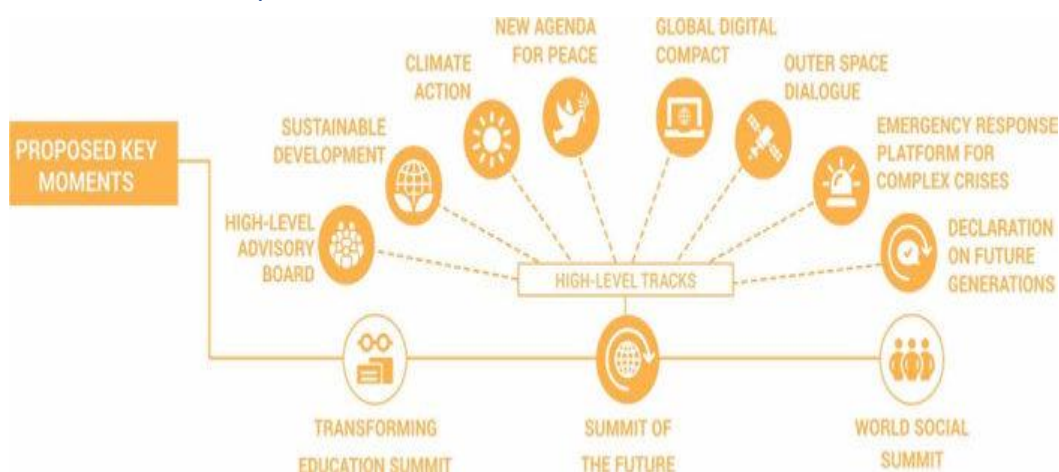 NEW AGENDA
FOR PEACE
GLOBAL DIGITAL
COMPACT
CLIMATE
ACTION
OUTER SPACE
DIALOGUE
SUSTAINABLE
DEVELOPMENT
EMERGENCY RESPONSE
PLATFORM FOR
COMPLEX CRISES
PROPOSED KEY
MOMENTS
HIGH-LEVEL
ADVISORY
BOARD
DECLARATION
ON FUTURE
GENERATIONS
HIGH-LEVEL TRACKS
TRANSFORMING
EDUCATION SUMMIT
SUMMIT OF
THE FUTURE
WORLD SOCIAL
SUMMIT